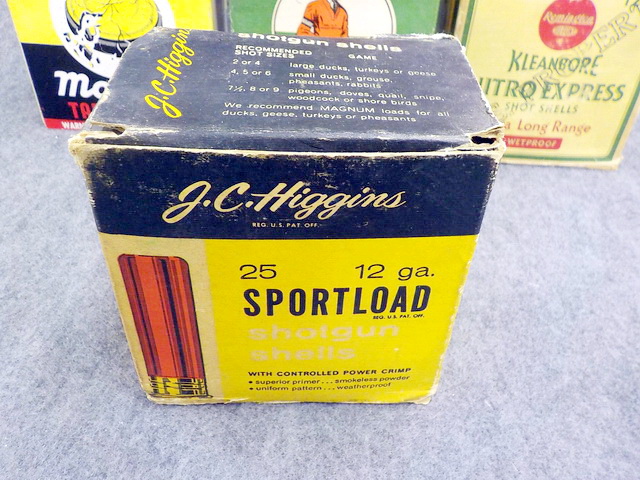 J.C.Higgins
shotgun shells
RECOMMENDED SHOT SIZES GAME
2 or 4 large ducks, turkeys or geese
4, 5 or 6 small ducks, grouse, pheasants, rabbits
7½, 8 or 9 pigeons, doves, quail, snipe, woodcock or shore birds
We recommend MAGNUM loads for all
ducks, geese, turkeys or pheasants
J.C.Higgins
REG. U.S. PAT. OFF.
25 12 ga.
SPORTLOAD
REG. U.S. PAT. OFF.
shotgun
shells
WITH CONTROLLED POWER CRIMP
• superior primer... smokeless powder
• uniform pattern... weatherproof
Remington
KLEANBORE
NITRO EXPRESS
SHOT SHELLS
Long Range
WETPROOF